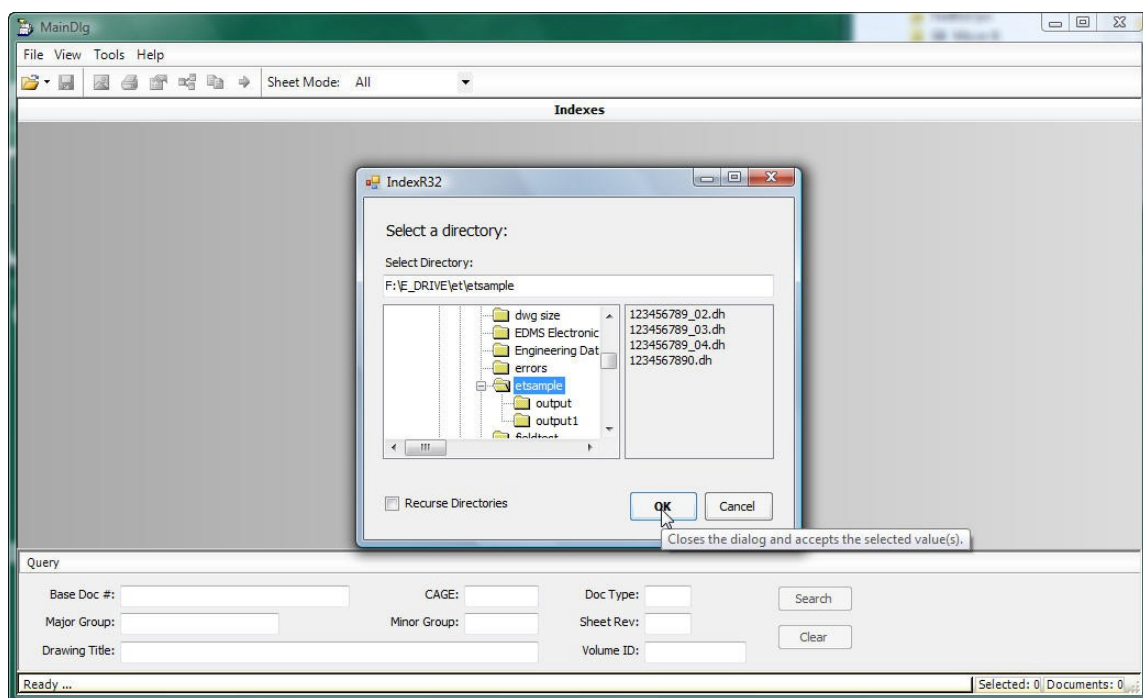 MainDlg
File View Tools Help
Sheet Mode: All
Indexes
IndexR32
Select a directory:
Select Directory:
F:\E_DRIVE\et\etsample
dwg size
EDMS Electronic
Engineering Dat
errors
etsample
output
output1
fieldtest
123456789_02.dh
123456789_03.dh
123456789_04.dh
1234567890.dh
Recurse Directories
OK
Cancel
Closes the dialog and accepts the selected value(s).
Query
Base Doc #:
CAGE:
Doc Type:
Search
Major Group:
Minor Group:
Sheet Rev:
Clear
Drawing Title:
Volume ID:
Ready ...
Selected: 0
Documents: 0